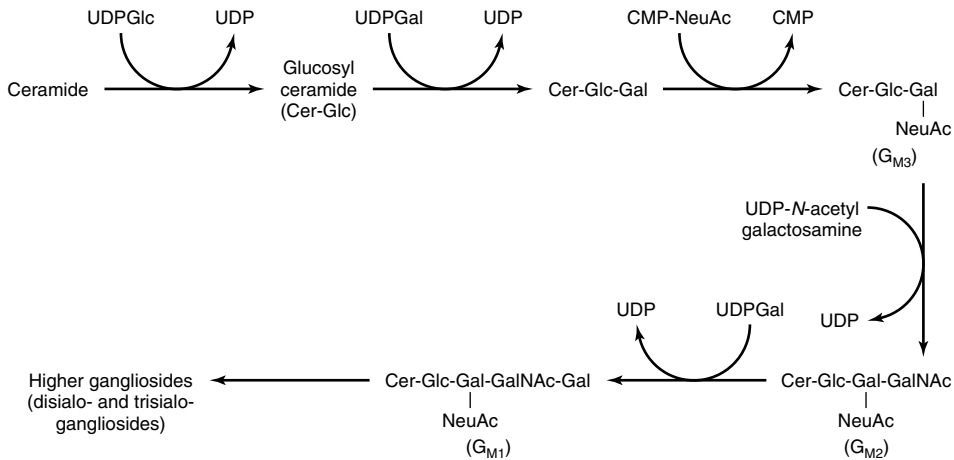 UDPGlc
UDP
UDPGal
UDP
CMP-NeuAc
CMP
Ceramide
Glucosyl
ceramide
(Cer-Glc)
Cer-Glc-Gal
Cer-Glc-Gal
NeuAc
(GM3)
UDP-N-acetyl
galactosamine
UDP
UDP
UDPGal
Cer-Glc-Gal-GalNAc
NeuAc
(GM2)
Cer-Glc-Gal-GalNAc-Gal
NeuAc
(GM1)
Higher gangliosides
(disialo- and trisialo-
gangliosides)